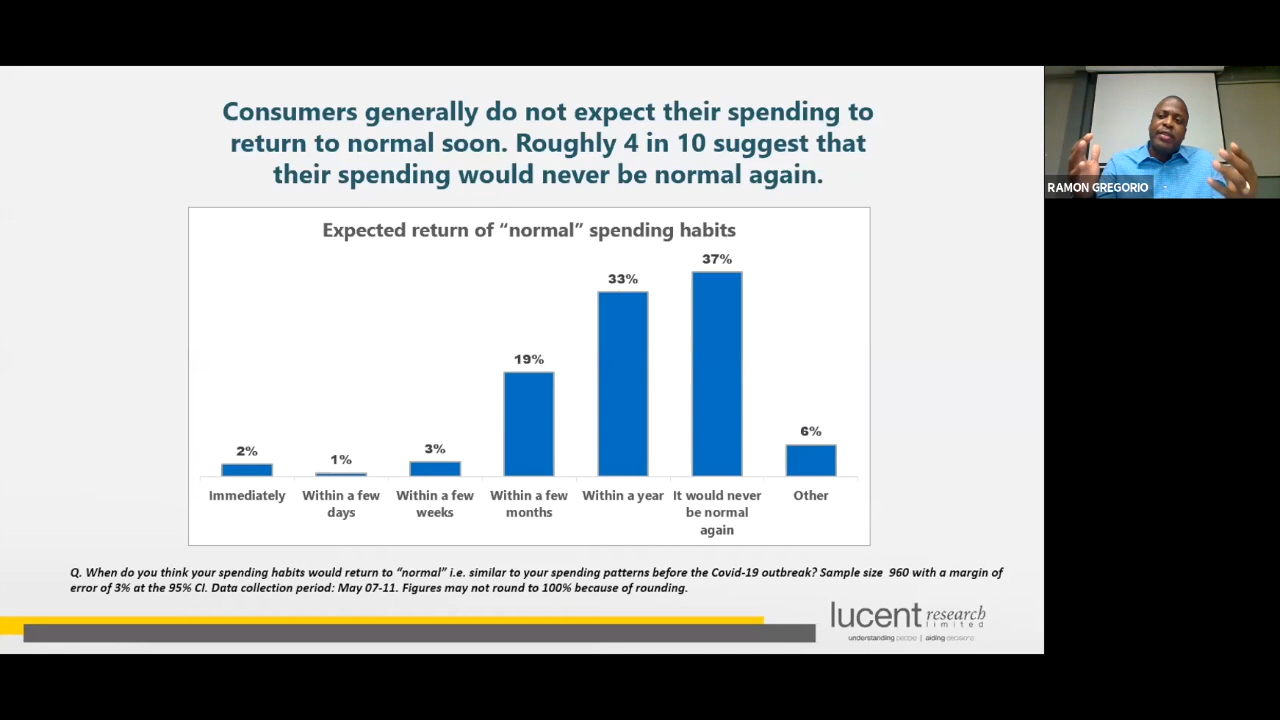 Consumers generally do not expect their spending to
return to normal soon. Roughly 4 in 10 suggest that
their spending would never be normal again.
Expected return of “normal” spending habits
2%
1%
3%
19%
33%
37%
6%
Immediately
Within a few
days
Within a few
weeks
Within a few
months
Within a year
It would never
be normal
again
Other
Q. When do you think your spending habits would return to “normal” i.e. similar to your spending patterns before the Covid-19 outbreak? Sample size 960 with a margin of
error of 3% at the 95% CI. Data collection period: May 07-11. Figures may not round to 100% because of rounding.
lucent research
limited
understanding people | aiding decisions
RAMON GREGORIO